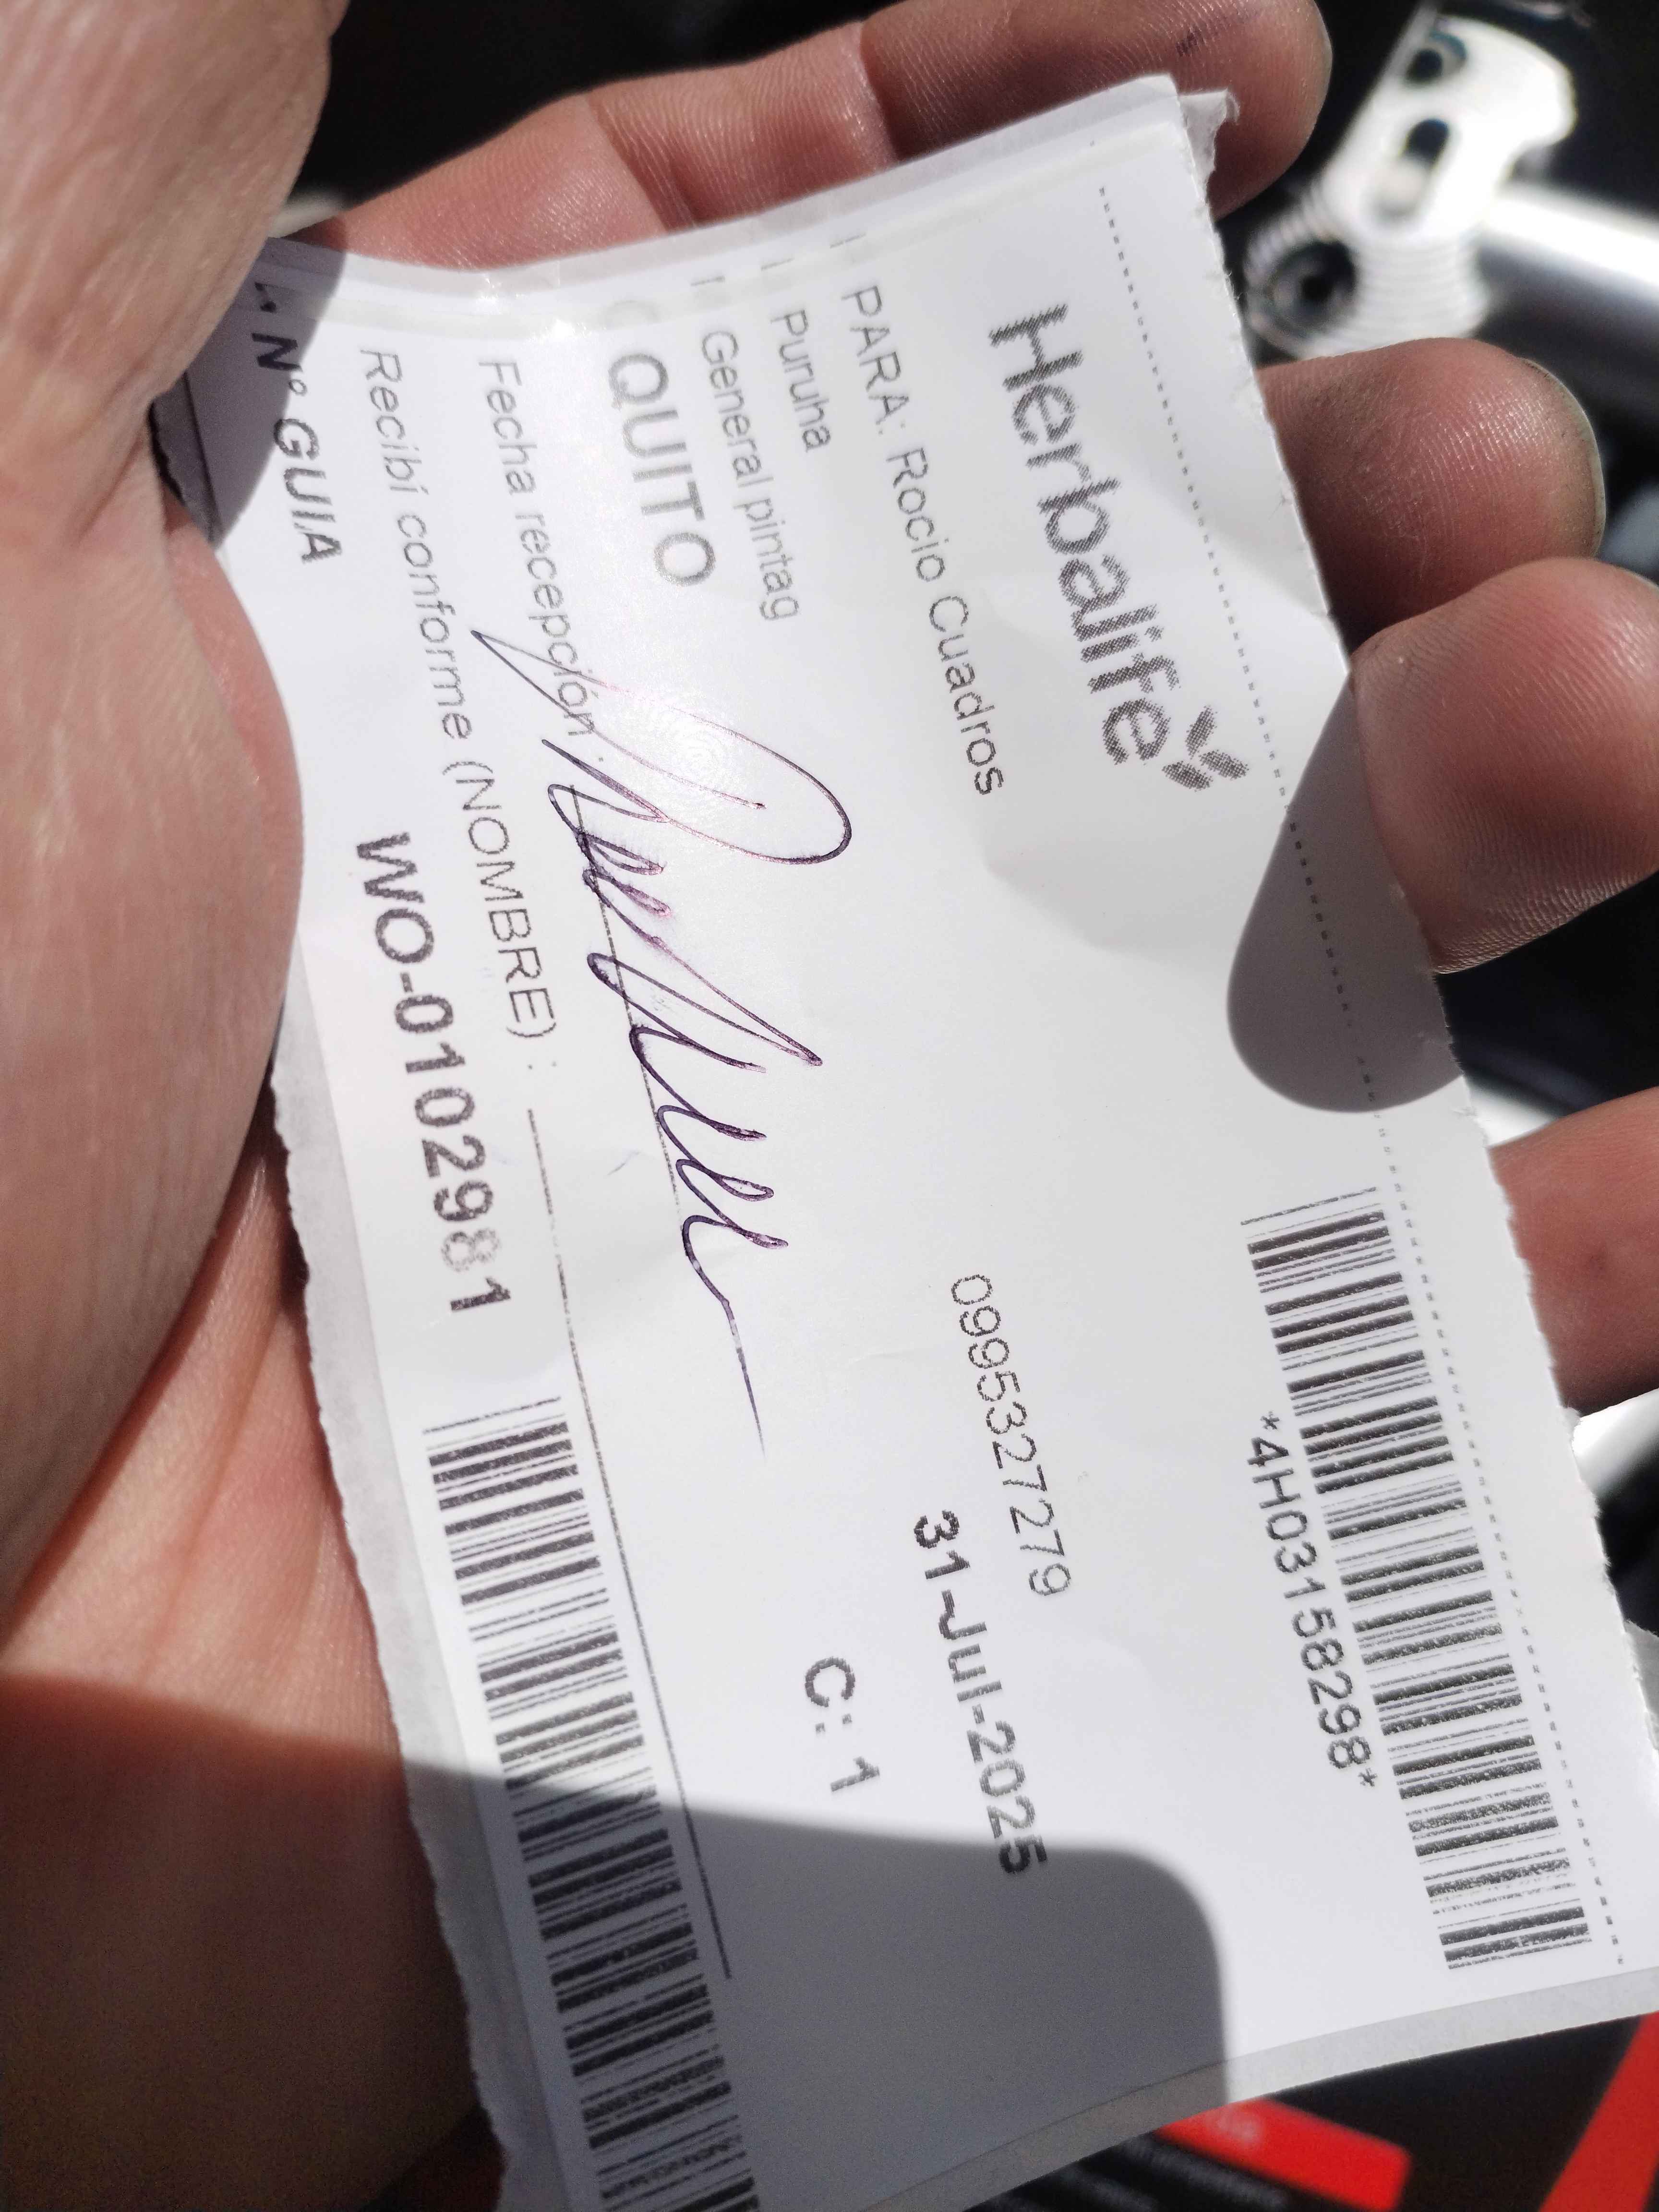 *4H03158298*
Herbalife
PARA: Rocio Cuadros
0995327279
Puruha
31-Jul-2025
General pintag
QUITO
C: 1
Fecha recepción :
Recibí conforme (NOMBRE) :
N° GUIA
WO-0102981